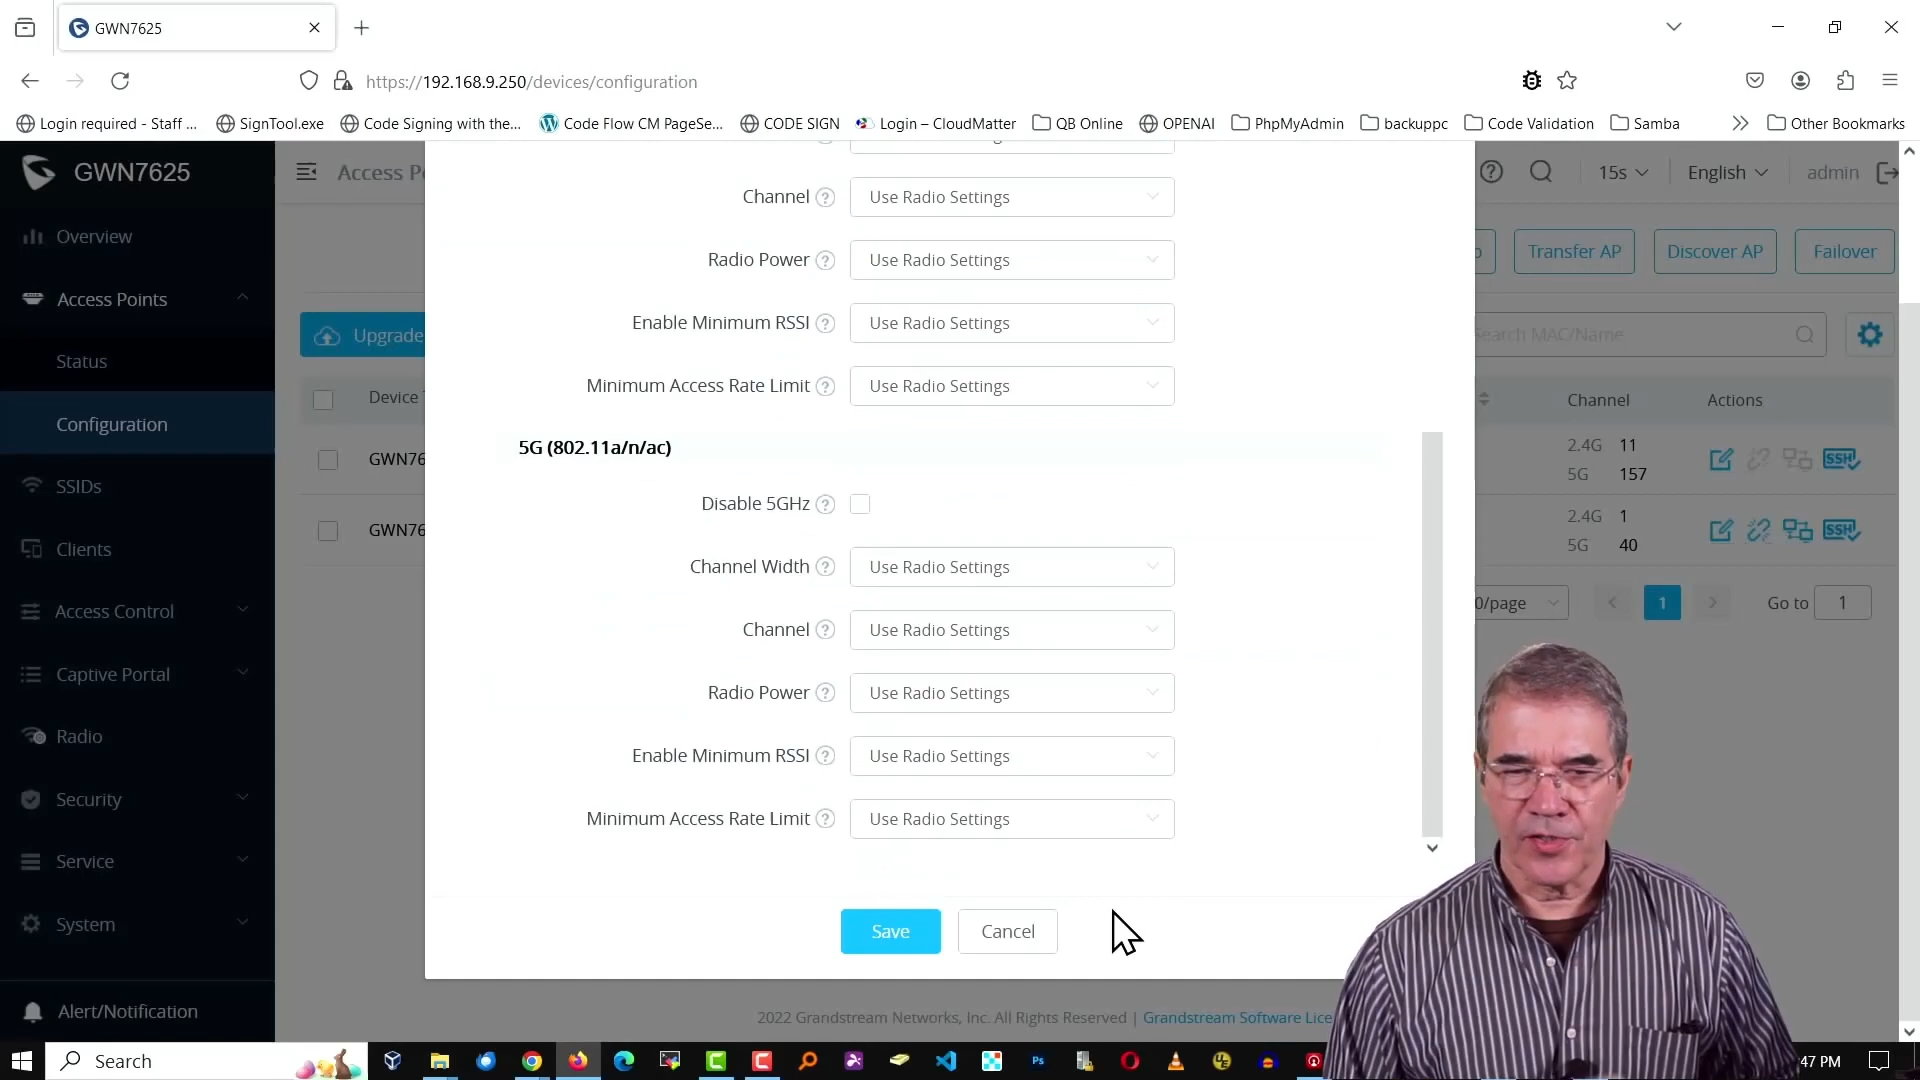 GWN7625
https://192.168.9.250/devices/configuration
Login required - Staff ...
SignTool.exe
Code Signing with the...
Code Flow CM PageSe...
CODE SIGN
Login – CloudMatter
QB Online
OPENAI
PhpMyAdmin
backuppc
Code Validation
Samba
Other Bookmarks
GWN7625
Access P
15s
English
admin
Overview
Access Points
Status
Configuration
SSIDs
Clients
Access Control
Captive Portal
Radio
Security
Service
System
Alert/Notification
Transfer AP
Discover AP
Failover
Upgrade
Search MAC/Name
Device
Channel
Actions
GWN76
2.4G 11
5G 157
GWN76
2.4G 1
5G 40
0/page
1
Go to 1
Channel ? Use Radio Settings
Radio Power ? Use Radio Settings
Enable Minimum RSSI ? Use Radio Settings
Minimum Access Rate Limit ? Use Radio Settings
5G (802.11a/n/ac)
Disable 5GHz ?
Channel Width ? Use Radio Settings
Channel ? Use Radio Settings
Radio Power ? Use Radio Settings
Enable Minimum RSSI ? Use Radio Settings
Minimum Access Rate Limit ? Use Radio Settings
Save
Cancel
SSH
SSH
2022 Grandstream Networks, Inc. All Rights Reserved | Grandstream Software Lice
Search
Ps
UE
47 PM